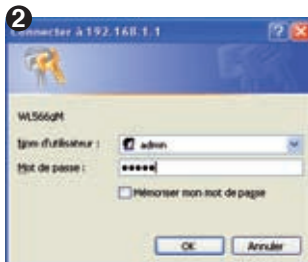 2
Connecter à 192.168.1.1
WL566gM
Nom d'utilisateur :
admin
Mot de passe :
•••••
Mémoriser mon mot de passe
OK
Annuler